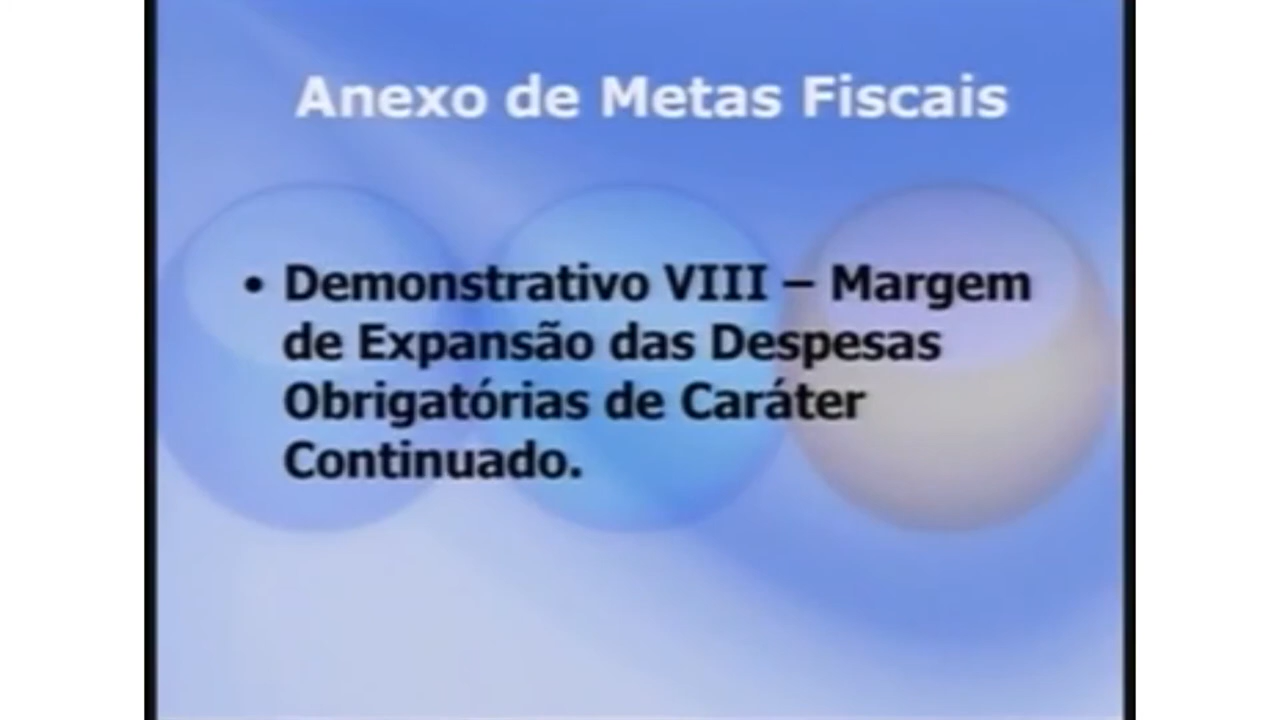 Anexo de Metas Fiscais
• Demonstrativo VIII – Margem
de Expansão das Despesas
Obrigatórias de Caráter
Continuado.